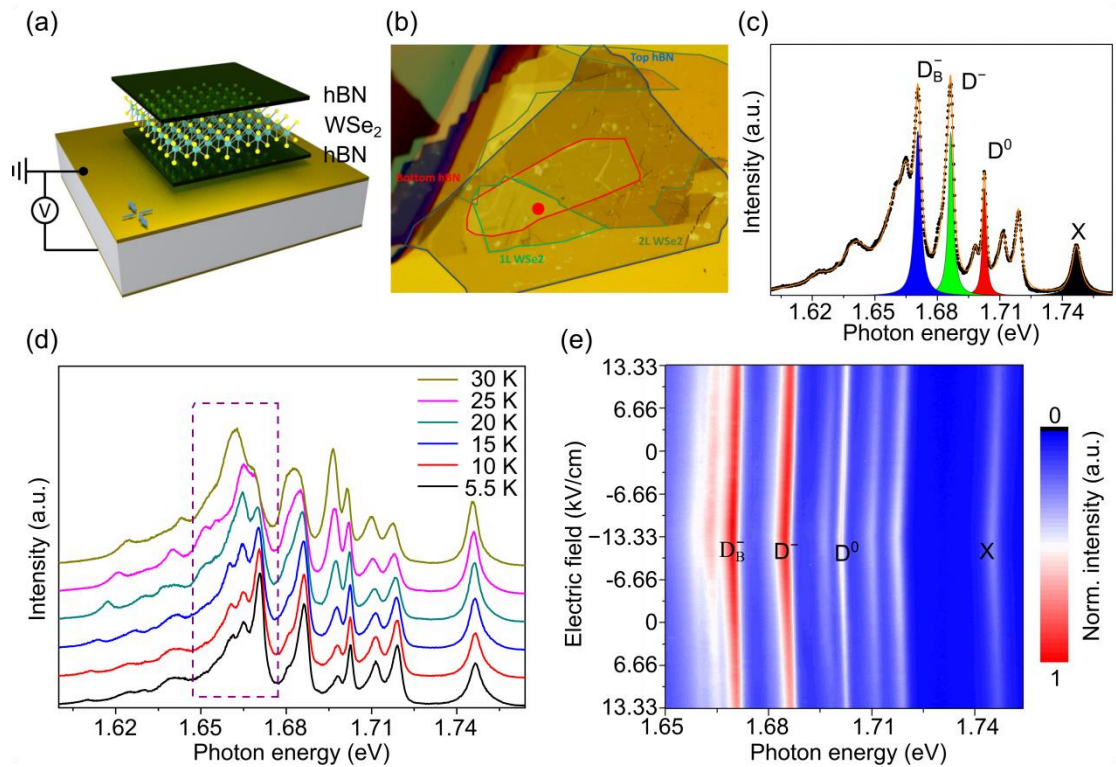 (a)
hBN
WSe₂
hBN
V
(b)
Top hBN
Bottom hBN
1L WSe2
2L WSe2
(c)
D_B^-
D^-
D^0
X
Intensity (a.u.)
1.62 1.65 1.68 1.71 1.74
Photon energy (eV)
(d)
30 K
25 K
20 K
15 K
10 K
5.5 K
Intensity (a.u.)
1.62 1.65 1.68 1.71 1.74
Photon energy (eV)
(e)
13.33
6.66
0
-6.66
-13.33
-6.66
0
6.66
13.33
Electric field (kV/cm)
D_B^- D^- D^0 X
1.65 1.68 1.71 1.74
Photon energy (eV)
0
Norm. intensity (a.u.)
1